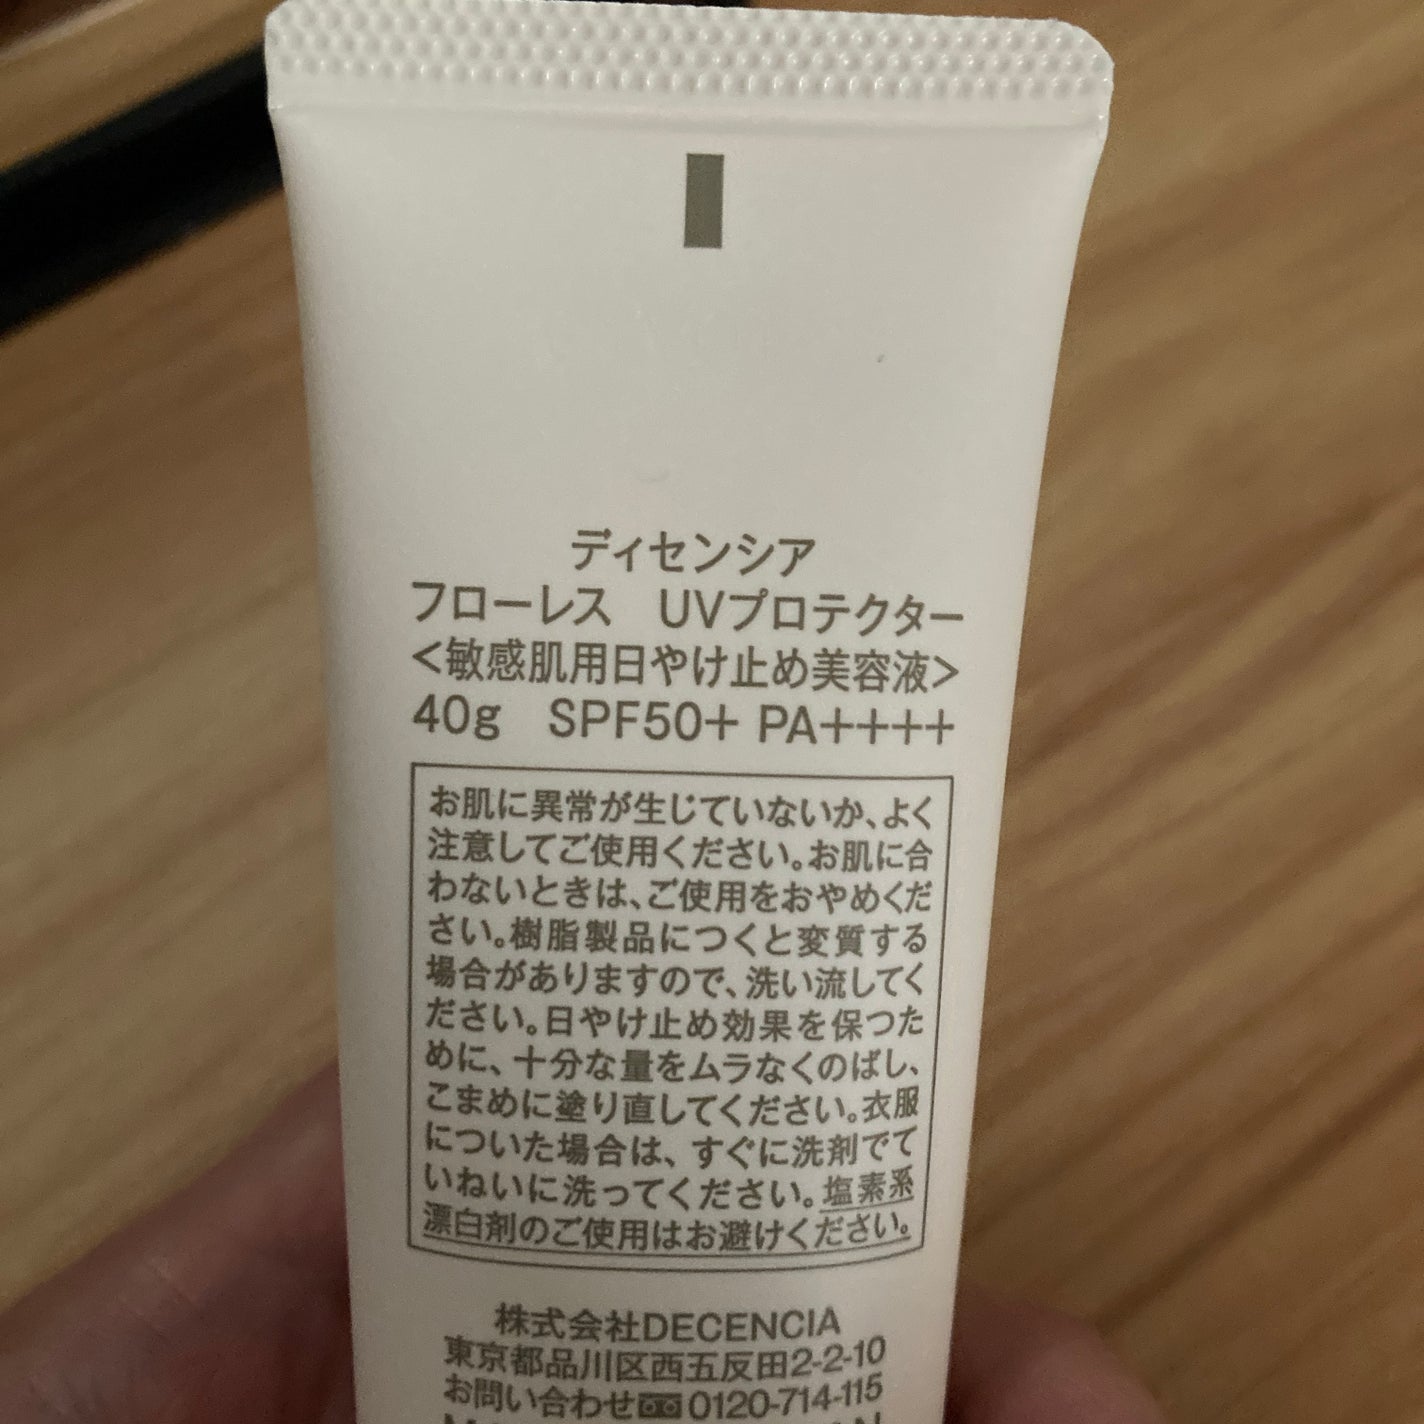 ディセンシア
フローレス　UVプロテクター
<敏感肌用日やけ止め美容液>
40g　SPF50+ PA++++
お肌に異常が生じていないか、よく
注意してご使用ください。お肌に合
わないときは、ご使用をおやめくだ
さい。樹脂製品につくと変質する
場合がありますので、洗い流してく
ださい。日やけ止め効果を保つた
めに、十分な量をムラなくのばし、
こまめに塗り直してください。衣服
についた場合は、すぐに洗剤でて
いねいに洗ってください。塩素系
漂白剤のご使用はお避けください。
株式会社DECENCIA
東京都品川区西五反田2-2-10
お問い合わせ 0120-714-115